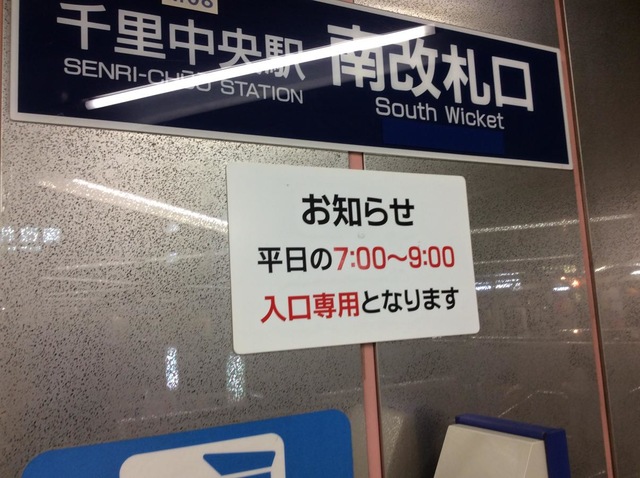 千里中央駅
SENRI-CHUO STATION
南改札口
South Wicket
お知らせ
平日の7:00～9:00
入口専用となります